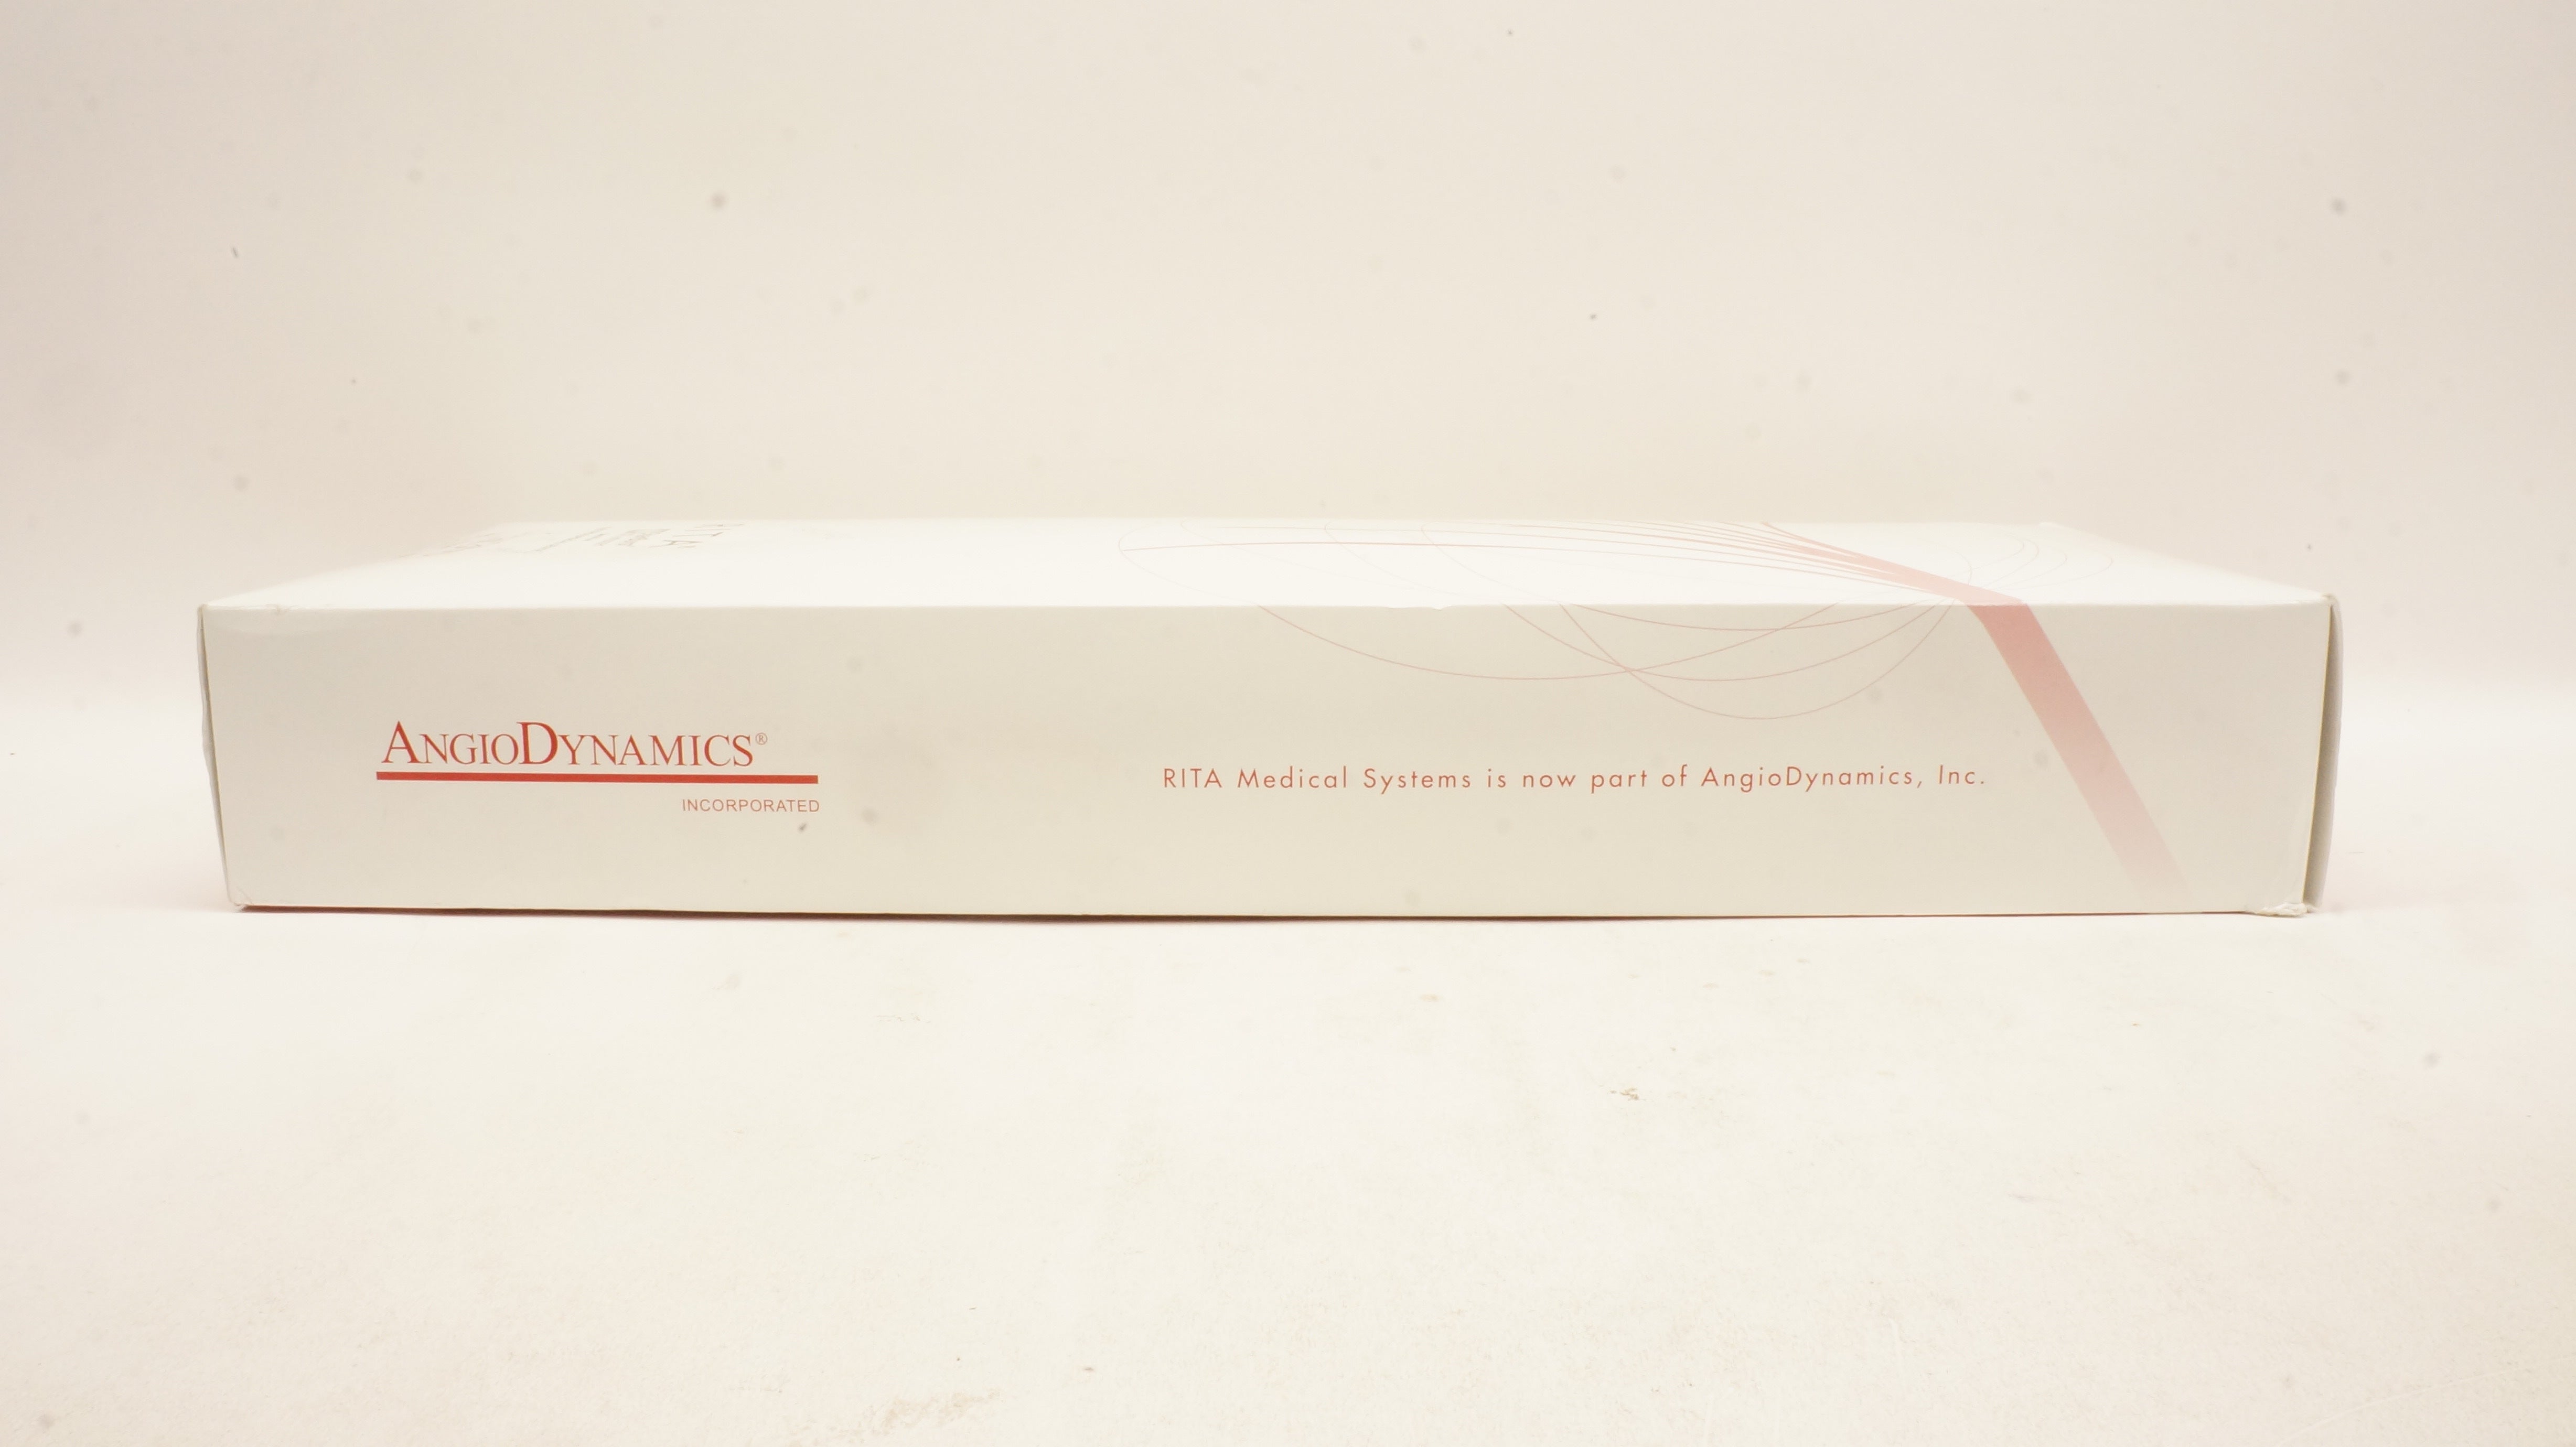 ANGIODYNAMICS®
INCORPORATED
RITA Medical Systems is now part of AngioDynamics, Inc.